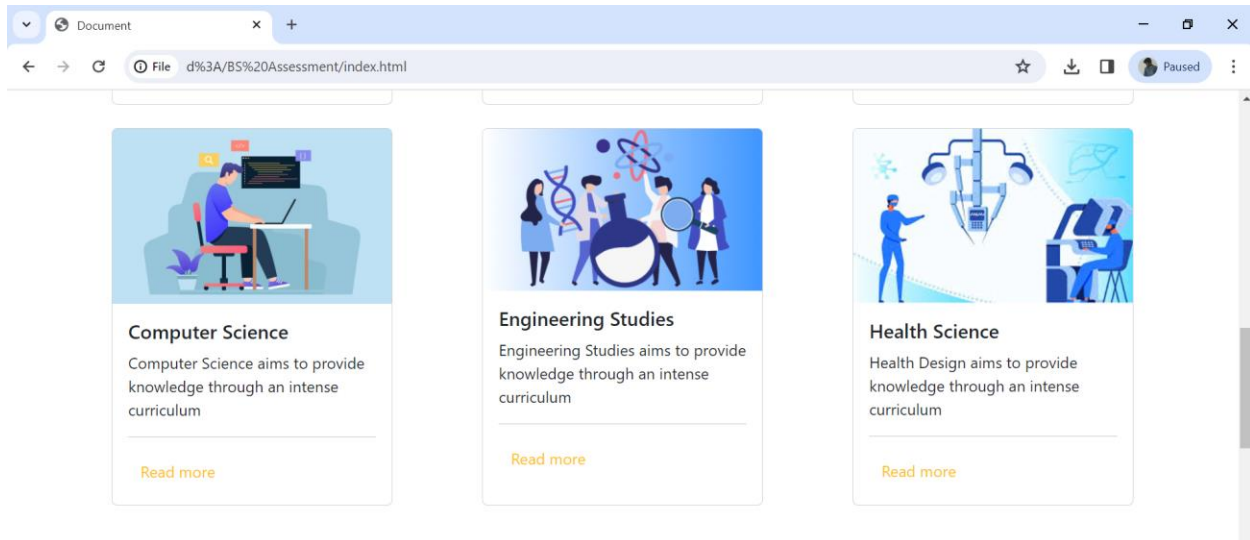 Document
File d%3A/BS%20Assessment/index.html
Paused
Computer Science
Computer Science aims to provide
knowledge through an intense
curriculum
Read more
Engineering Studies
Engineering Studies aims to provide
knowledge through an intense
curriculum
Read more
Health Science
Health Design aims to provide
knowledge through an intense
curriculum
Read more